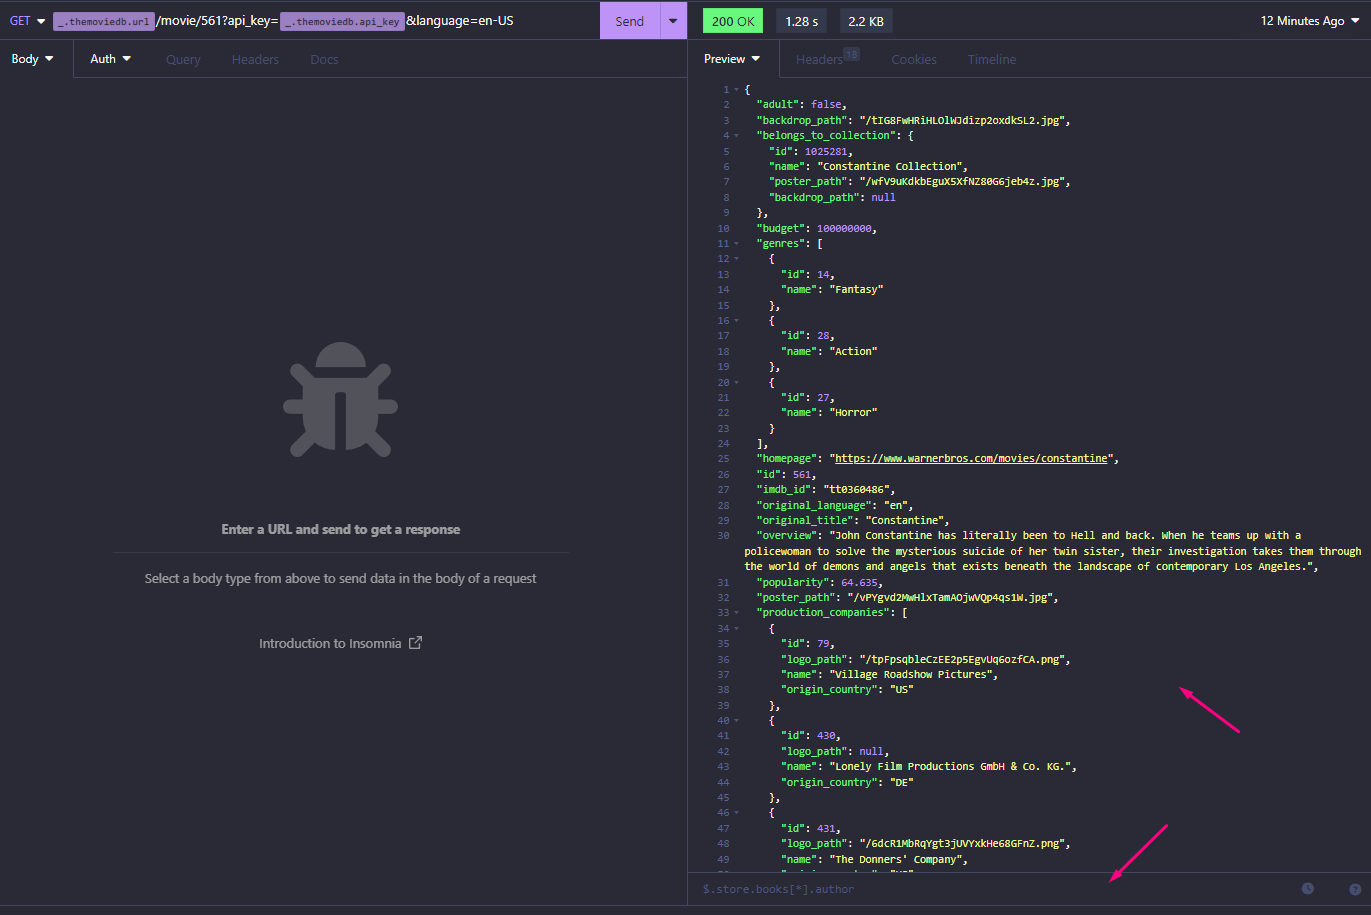 GET _.themoviedb.url /movie/561?api_key= _.themoviedb.api_key &language=en-US Send
200 OK 1.28 s 2.2 KB 12 Minutes Ago
Body Auth Query Headers Docs
Preview Headers 18 Cookies Timeline
Enter a URL and send to get a response
Select a body type from above to send data in the body of a request
Introduction to Insomnia
1 {
2 "adult": false,
3 "backdrop_path": "/tIG8FwHRiHLOlWJdizp2oxdkSL2.jpg",
4 "belongs_to_collection": {
5 "id": 1025281,
6 "name": "Constantine Collection",
7 "poster_path": "/wfV9uKdkbEguX5XfNZ80G6jeb4z.jpg",
8 "backdrop_path": null
9 },
10 "budget": 100000000,
11 "genres": [
12 {
13 "id": 14,
14 "name": "Fantasy"
15 },
16 {
17 "id": 28,
18 "name": "Action"
19 },
20 {
21 "id": 27,
22 "name": "Horror"
23 }
24 ],
25 "homepage": "https://www.warnerbros.com/movies/constantine",
26 "id": 561,
27 "imdb_id": "tt0360486",
28 "original_language": "en",
29 "original_title": "Constantine",
30 "overview": "John Constantine has literally been to Hell and back. When he teams up with a
policewoman to solve the mysterious suicide of her twin sister, their investigation takes them through
the world of demons and angels that exists beneath the landscape of contemporary Los Angeles.",
31 "popularity": 64.635,
32 "poster_path": "/vPYgvd2MwHlxTamAOjwVQp4qs1W.jpg",
33 "production_companies": [
34 {
35 "id": 79,
36 "logo_path": "/tpFpsqbleCzEE2p5EgvUq6ozfCA.png",
37 "name": "Village Roadshow Pictures",
38 "origin_country": "US"
39 },
40 {
41 "id": 430,
42 "logo_path": null,
43 "name": "Lonely Film Productions GmbH & Co. KG.",
44 "origin_country": "DE"
45 },
46 {
47 "id": 431,
48 "logo_path": "/6dcR1MbRqYgt3jUVYxkHe68GFnZ.png",
49 "name": "The Donners' Company",
$.store.books[*].author